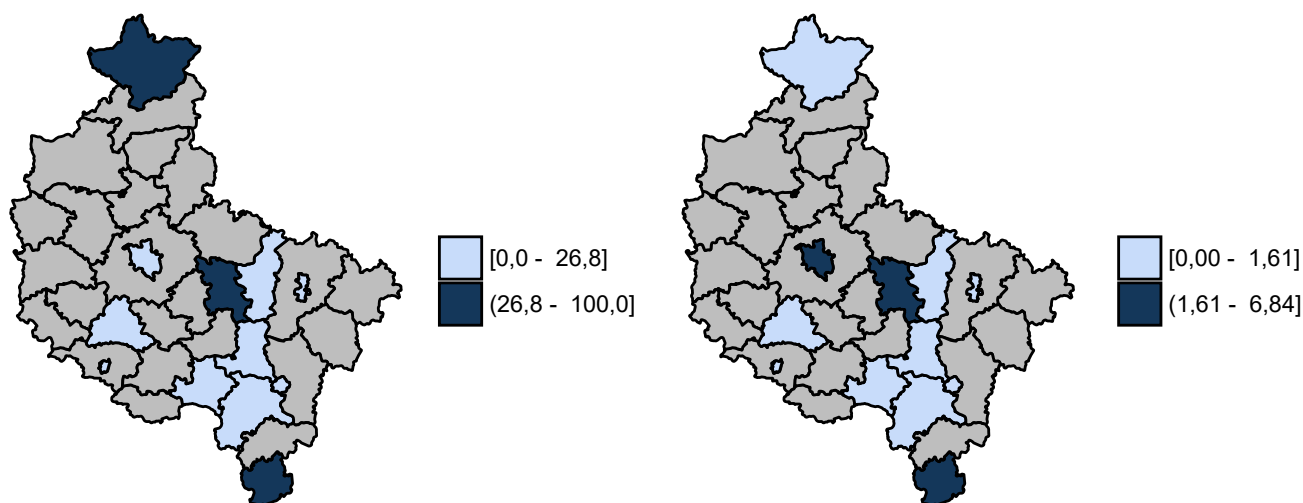 [0,0 - 26,8]
(26,8 - 100,0]
[0,00 - 1,61]
(1,61 - 6,84]